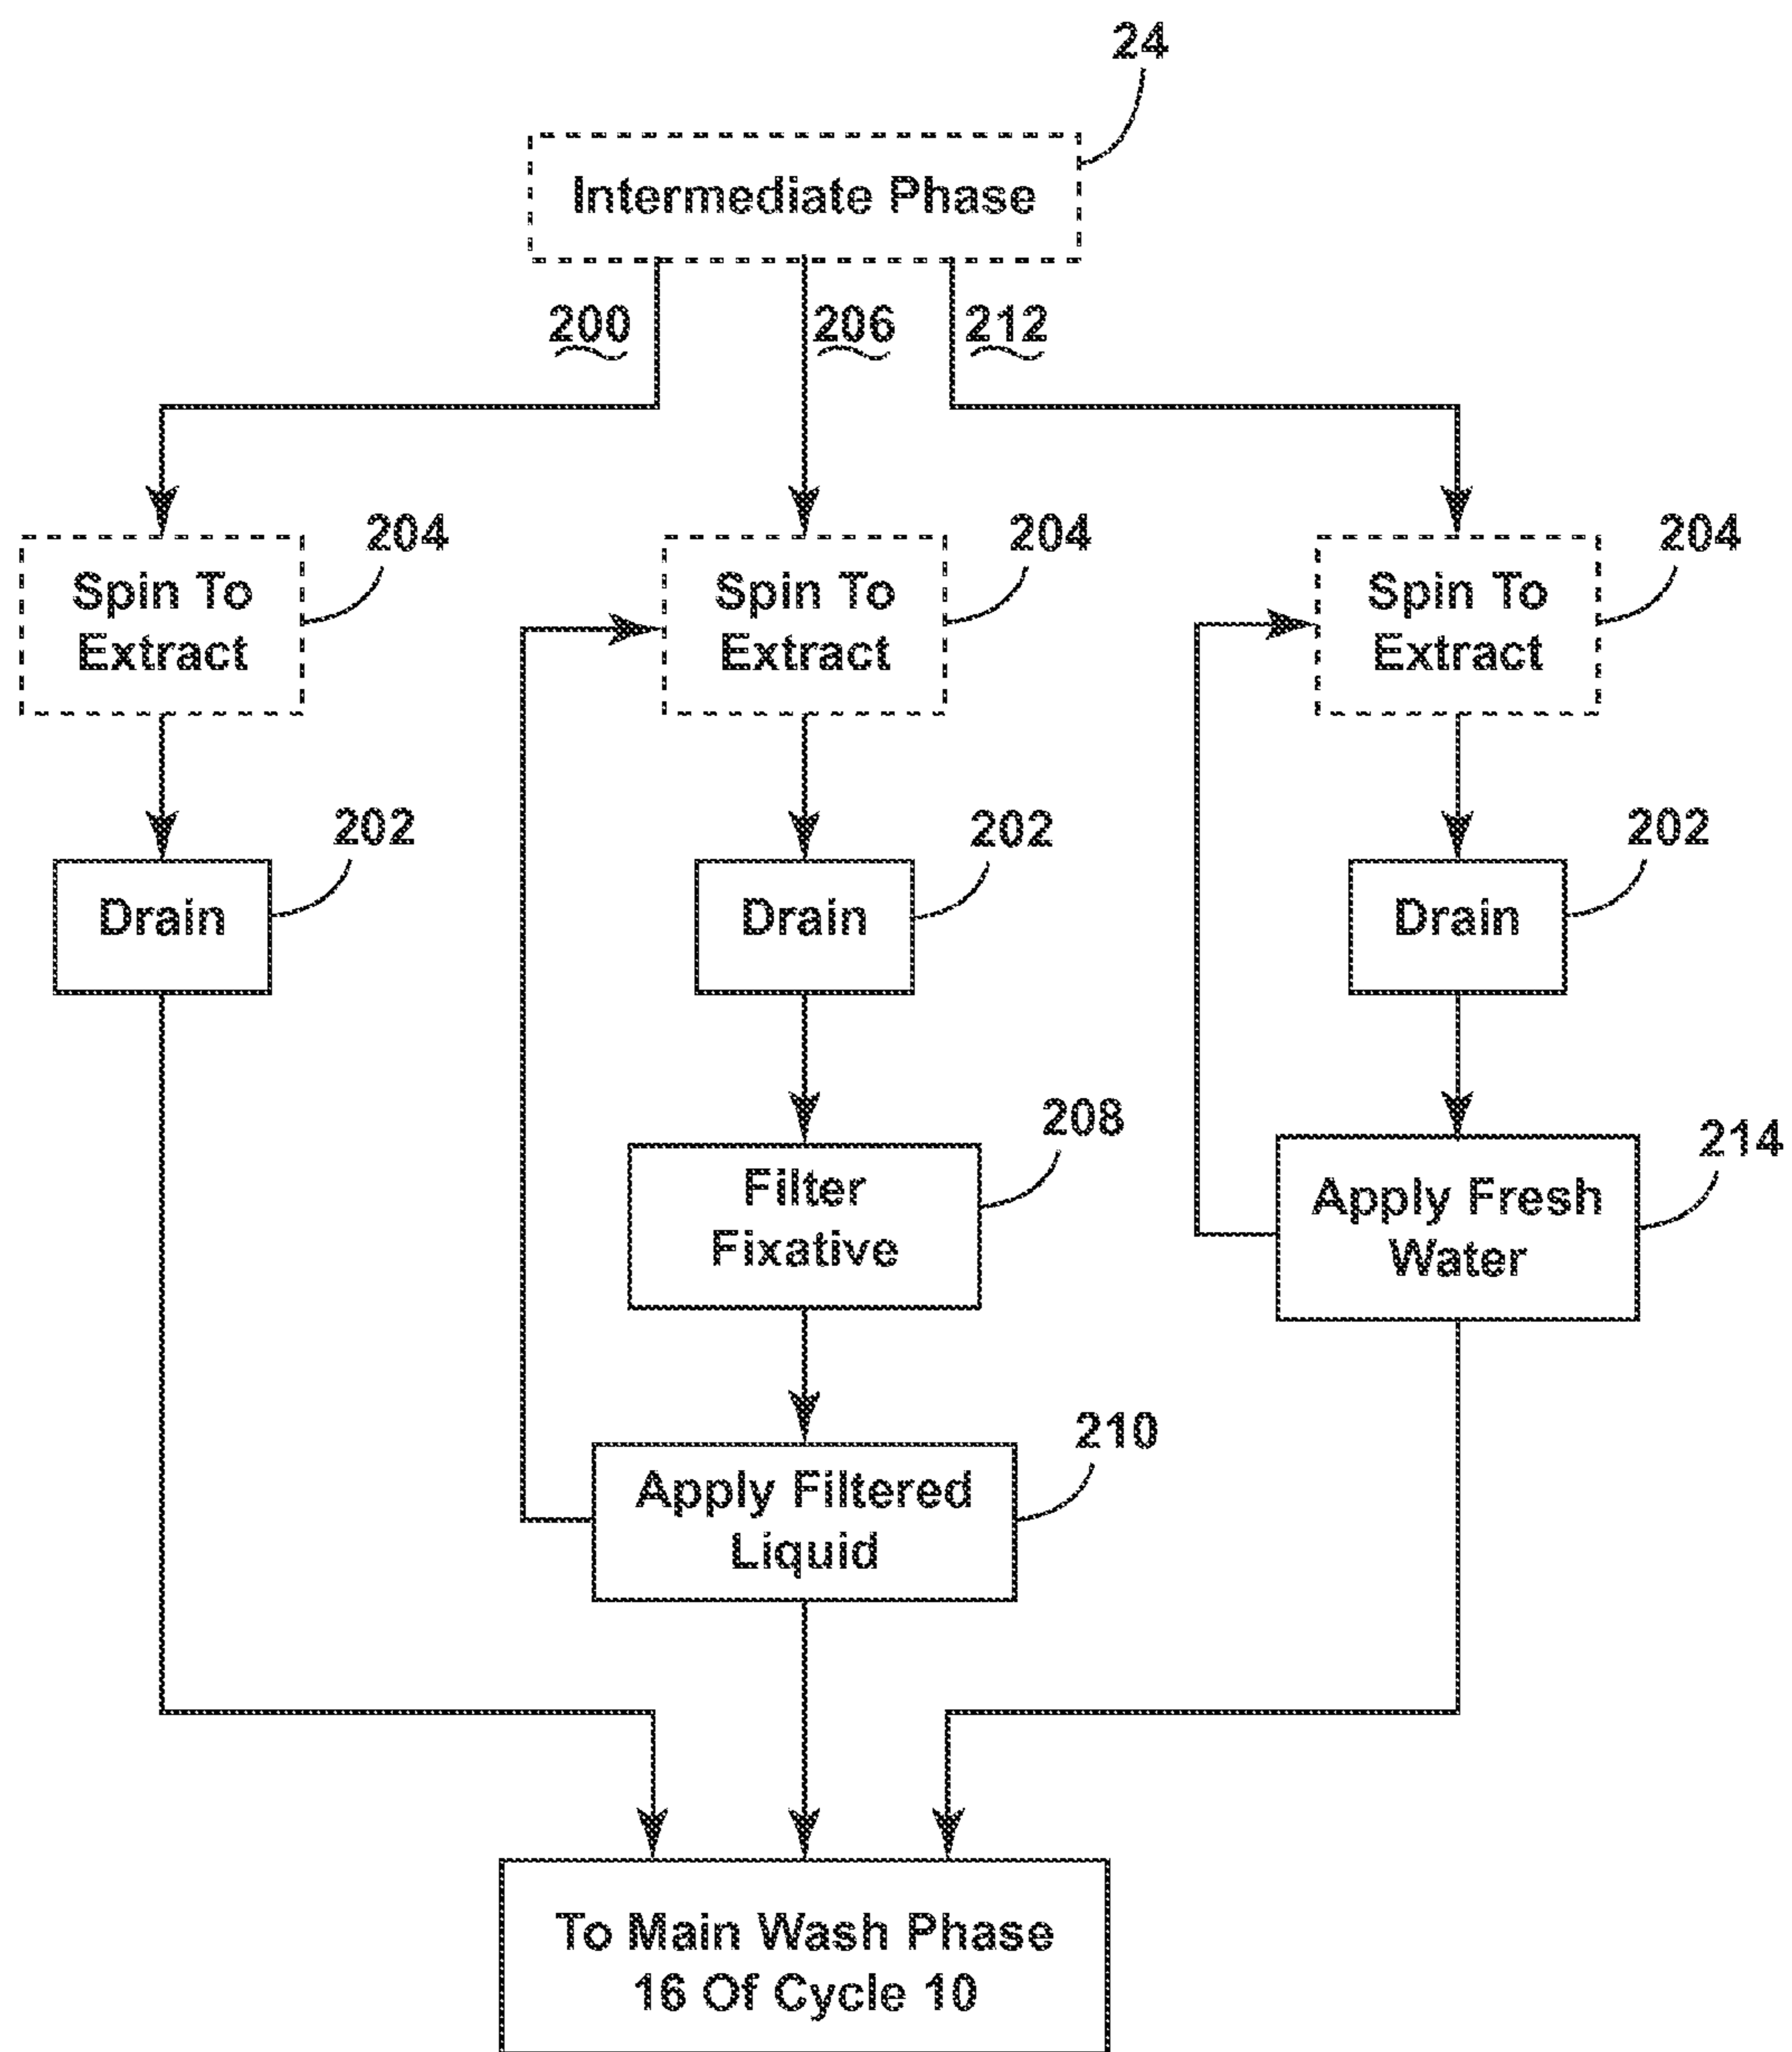 24
Intermediate Phase
200
206
212
204
204
204
Spin To
Extract
Spin To
Extract
Spin To
Extract
202
202
202
Drain
Drain
Drain
208
Filter
Fixative
214
Apply Fresh
Water
210
Apply Filtered
Liquid
To Main Wash Phase
16 Of Cycle 10